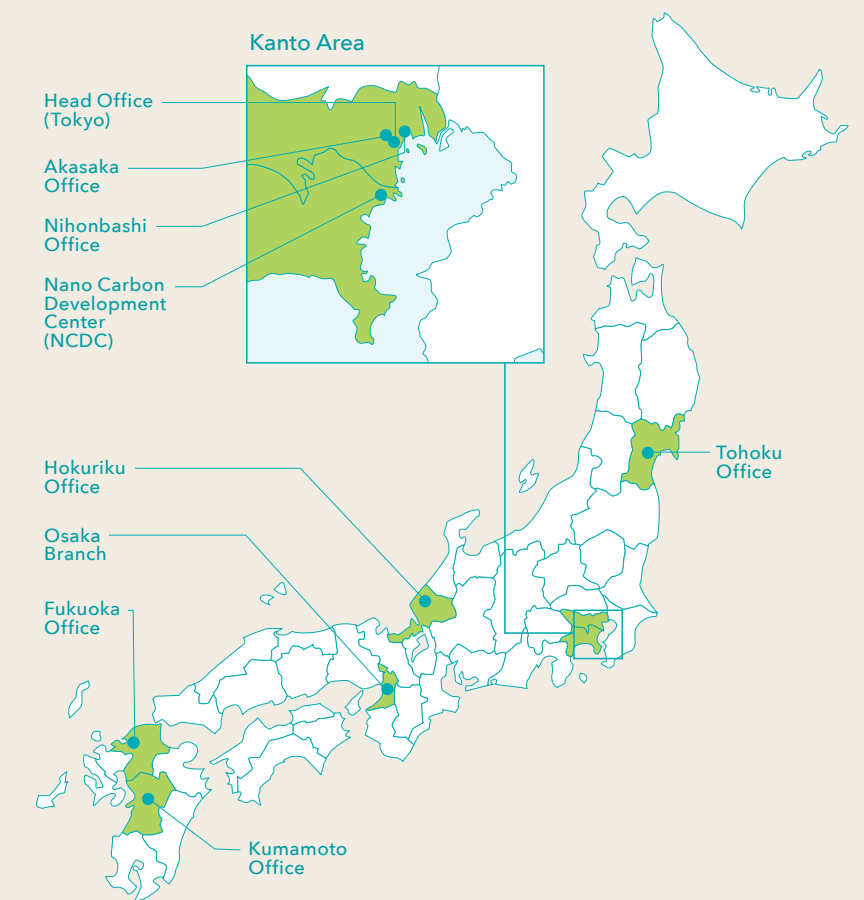 Kanto Area
Head Office
(Tokyo)
Akasaka
Office
Nihonbashi
Office
Nano Carbon
Development
Center
(NCDC)
Tohoku
Office
Hokuriku
Office
Osaka
Branch
Fukuoka
Office
Kumamoto
Office